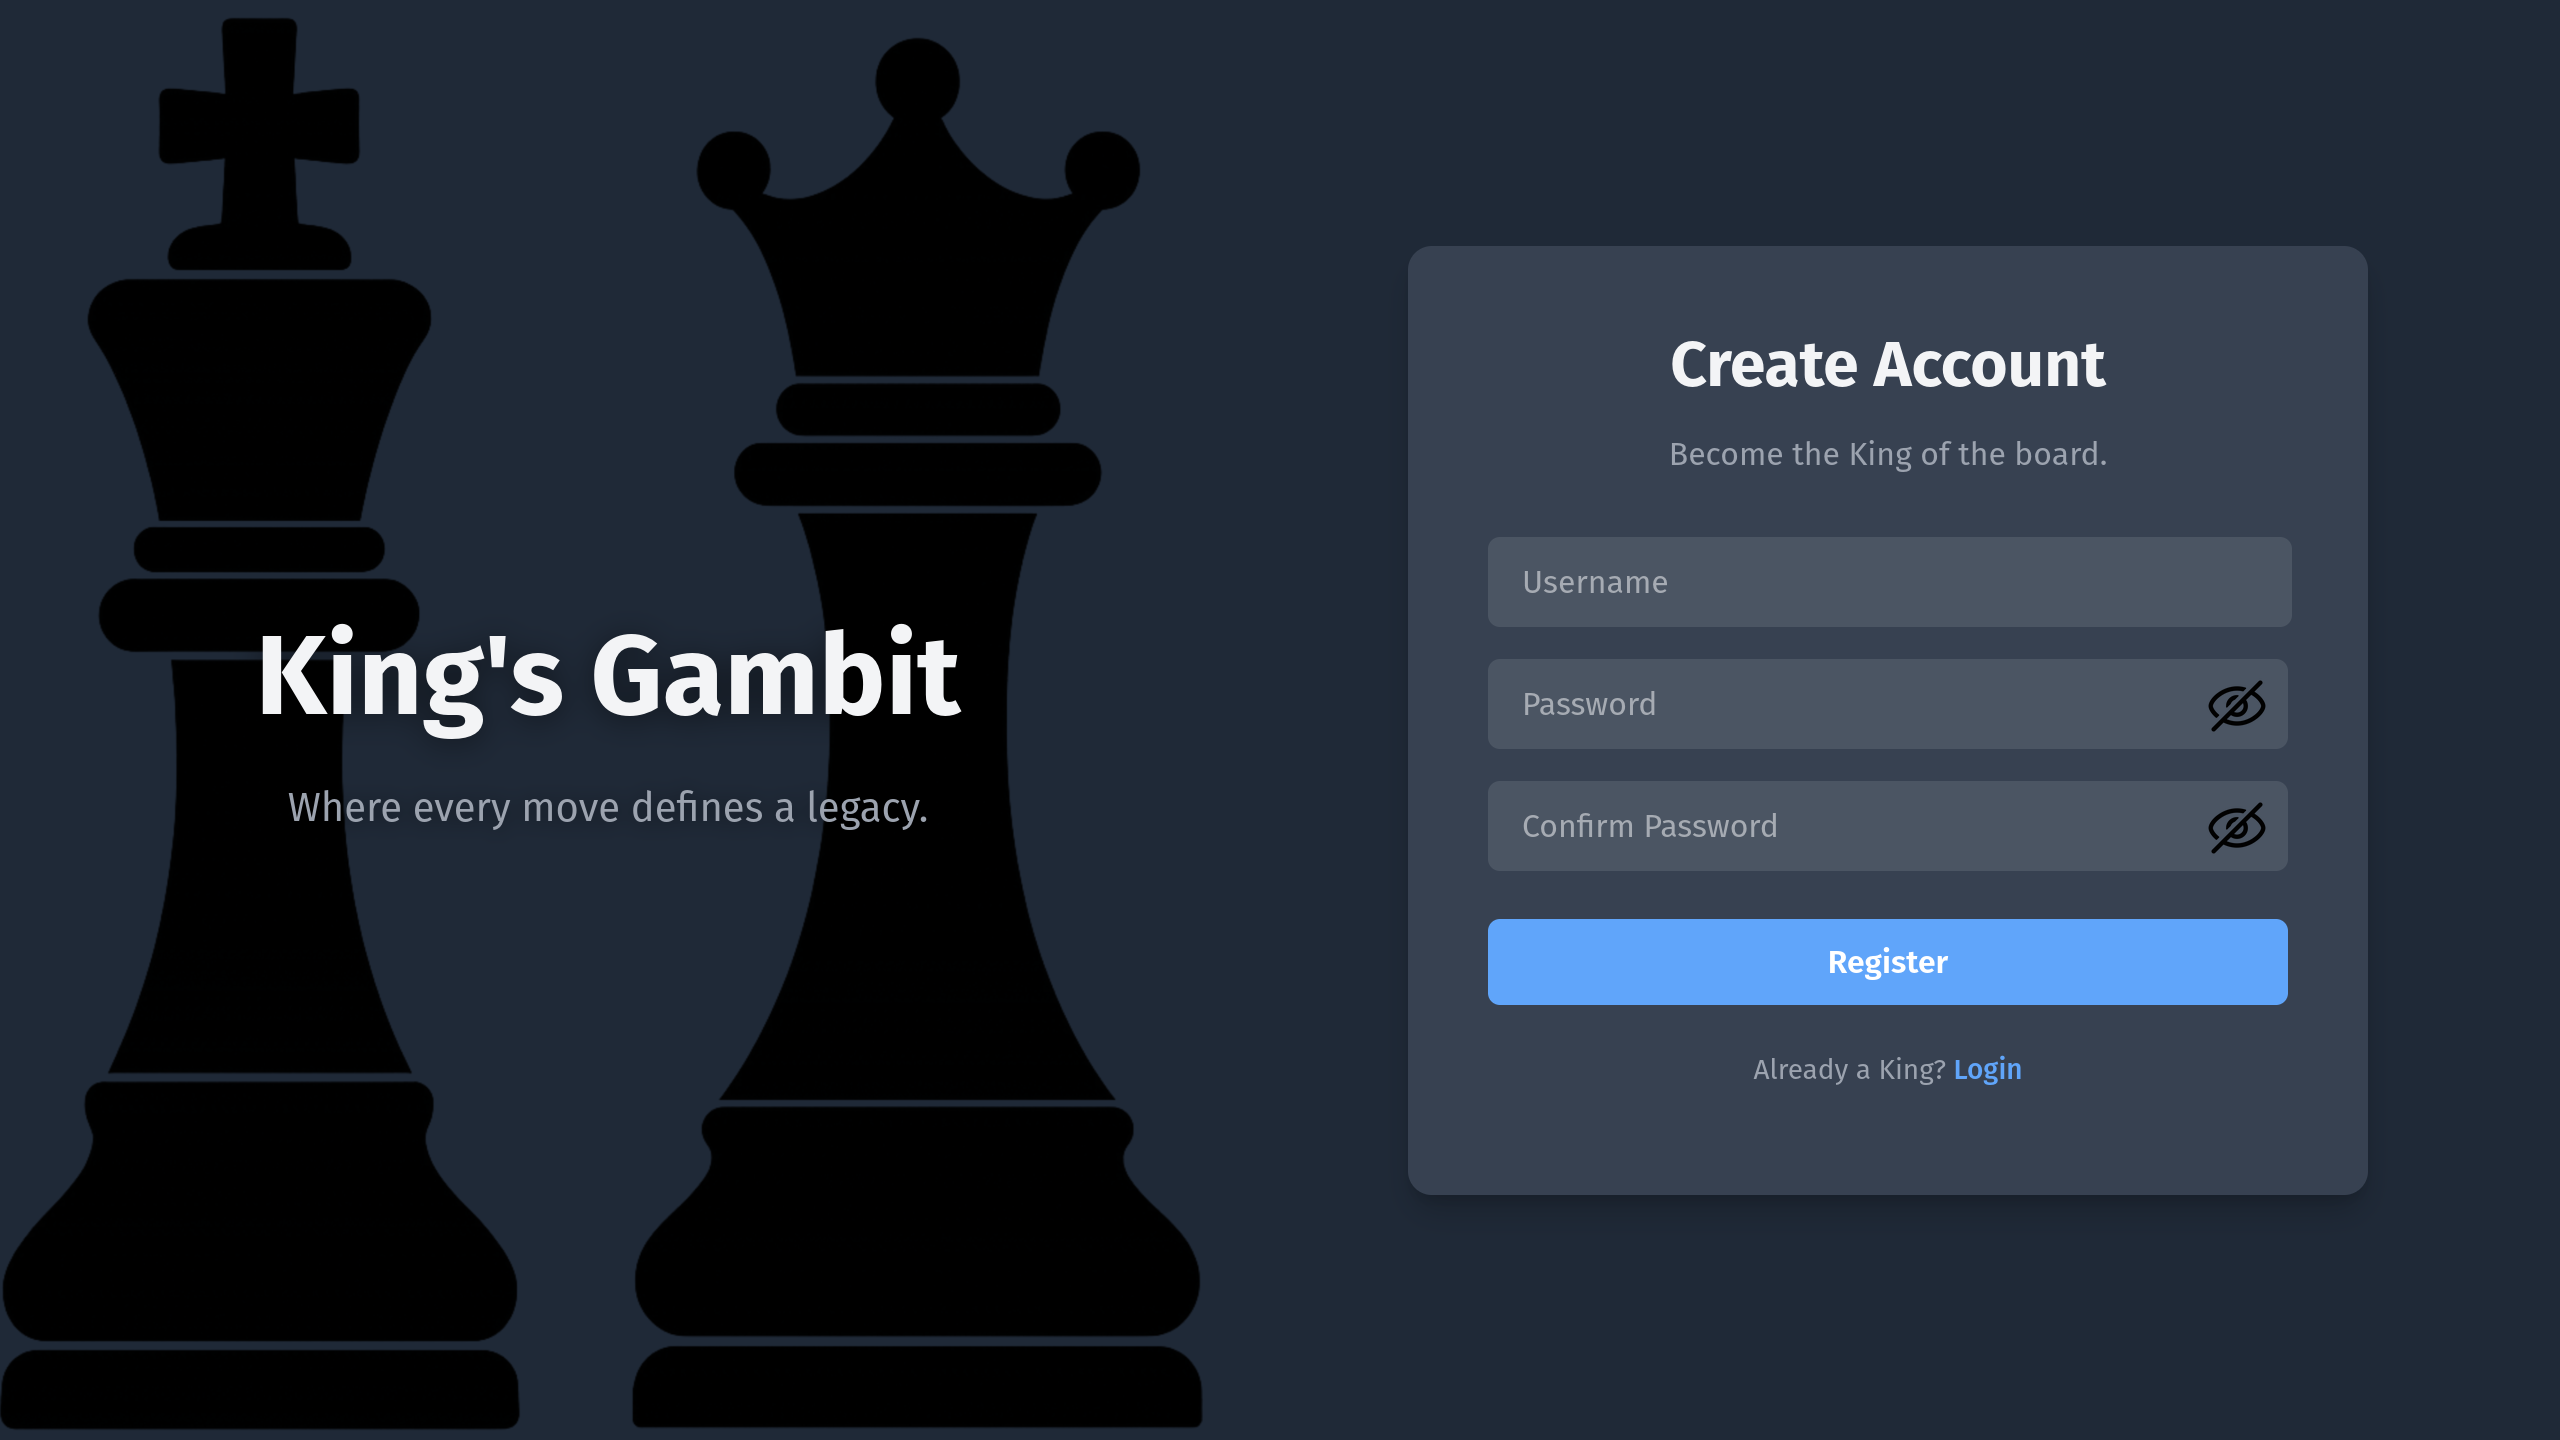 King's Gambit
Where every move defines a legacy.
Create Account
Become the King of the board.
Username
Password
Confirm Password
Register
Already a King? Login